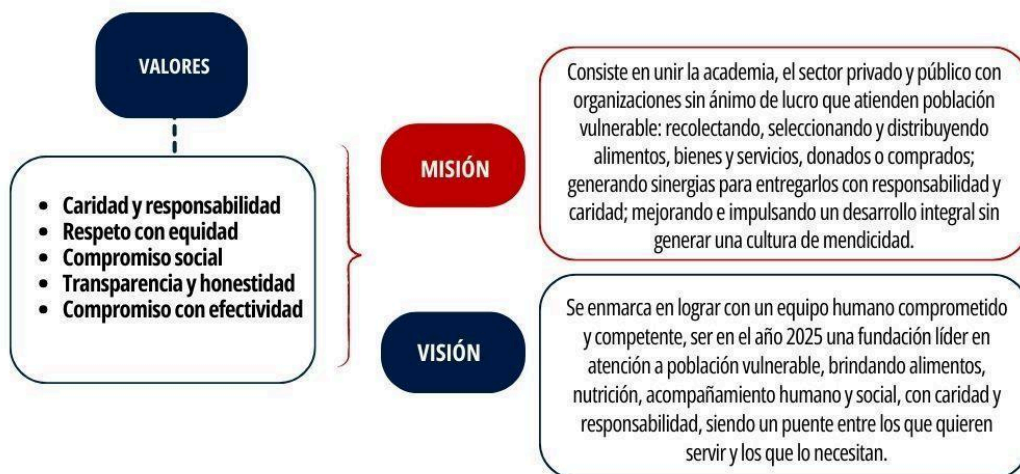 VALORES
• Caridad y responsabilidad
• Respeto con equidad
• Compromiso social
• Transparencia y honestidad
• Compromiso con efectividad
MISIÓN
Consiste en unir la academia, el sector privado y público con
organizaciones sin ánimo de lucro que atienden población
vulnerable: recolectando, seleccionando y distribuyendo
alimentos, bienes y servicios, donados o comprados;
generando sinergias para entregarlos con responsabilidad y
caridad; mejorando e impulsando un desarrollo integral sin
generar una cultura de mendicidad.
VISIÓN
Se enmarca en lograr con un equipo humano comprometido
y competente, ser en el año 2025 una fundación líder en
atención a población vulnerable, brindando alimentos,
nutrición, acompañamiento humano y social, con caridad y
responsabilidad, siendo un puente entre los que quieren
servir y los que lo necesitan.